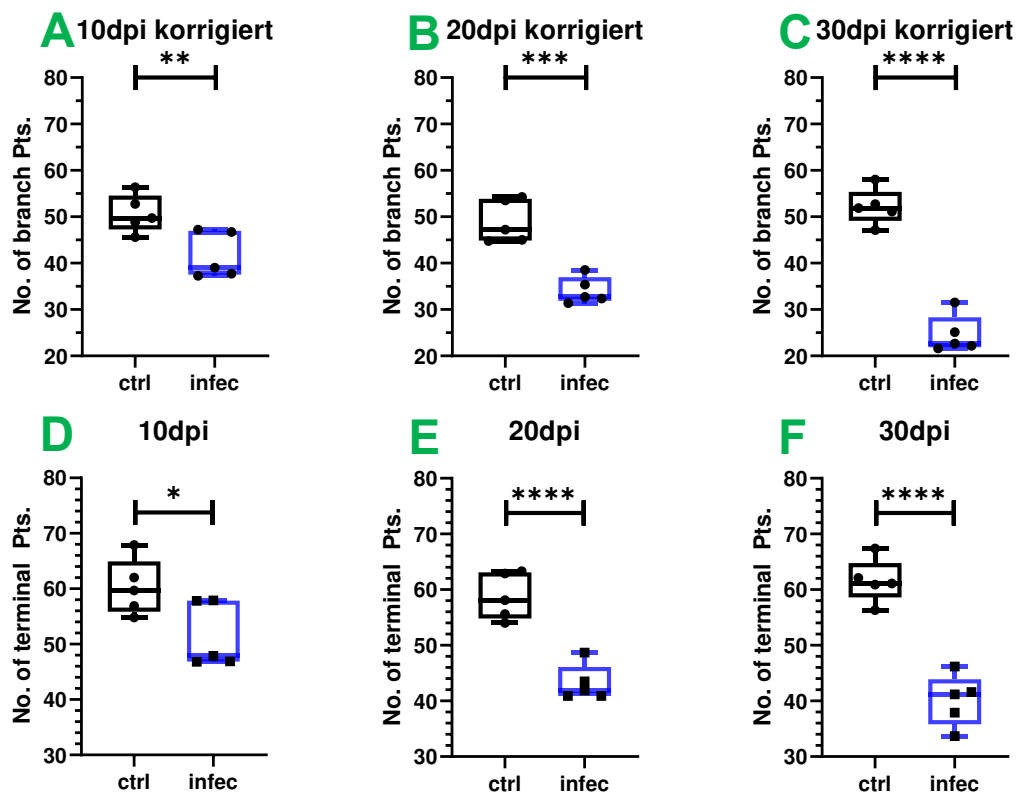 A 10dpi korrigiert
**
No. of branch Pts.
80
70
60
50
40
30
20
ctrl infec
B 20dpi korrigiert
***
No. of branch Pts.
80
70
60
50
40
30
20
ctrl infec
C 30dpi korrigiert
****
No. of branch Pts.
80
70
60
50
40
30
20
ctrl infec
D 10dpi
*
No. of terminal Pts.
80
70
60
50
40
30
ctrl infec
E 20dpi
****
No. of terminal Pts.
80
70
60
50
40
30
ctrl infec
F 30dpi
****
No. of terminal Pts.
80
70
60
50
40
30
ctrl infec